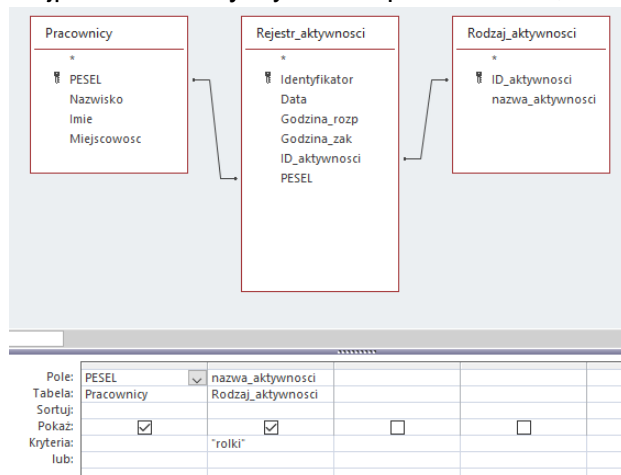 Pracownicy
*
PESEL
Nazwisko
Imie
Miejscowosc
Rejestr_aktywnosci
*
Identyfikator
Data
Godzina_rozp
Godzina_zak
ID_aktywnosci
PESEL
Rodzaj_aktywnosci
*
ID_aktywnosci
nazwa_aktywnosci
Pole: PESEL nazwa_aktywnosci
Tabela: Pracownicy Rodzaj_aktywnosci
Sortuj:
Pokaż:
Kryteria: "rolki"
lub: